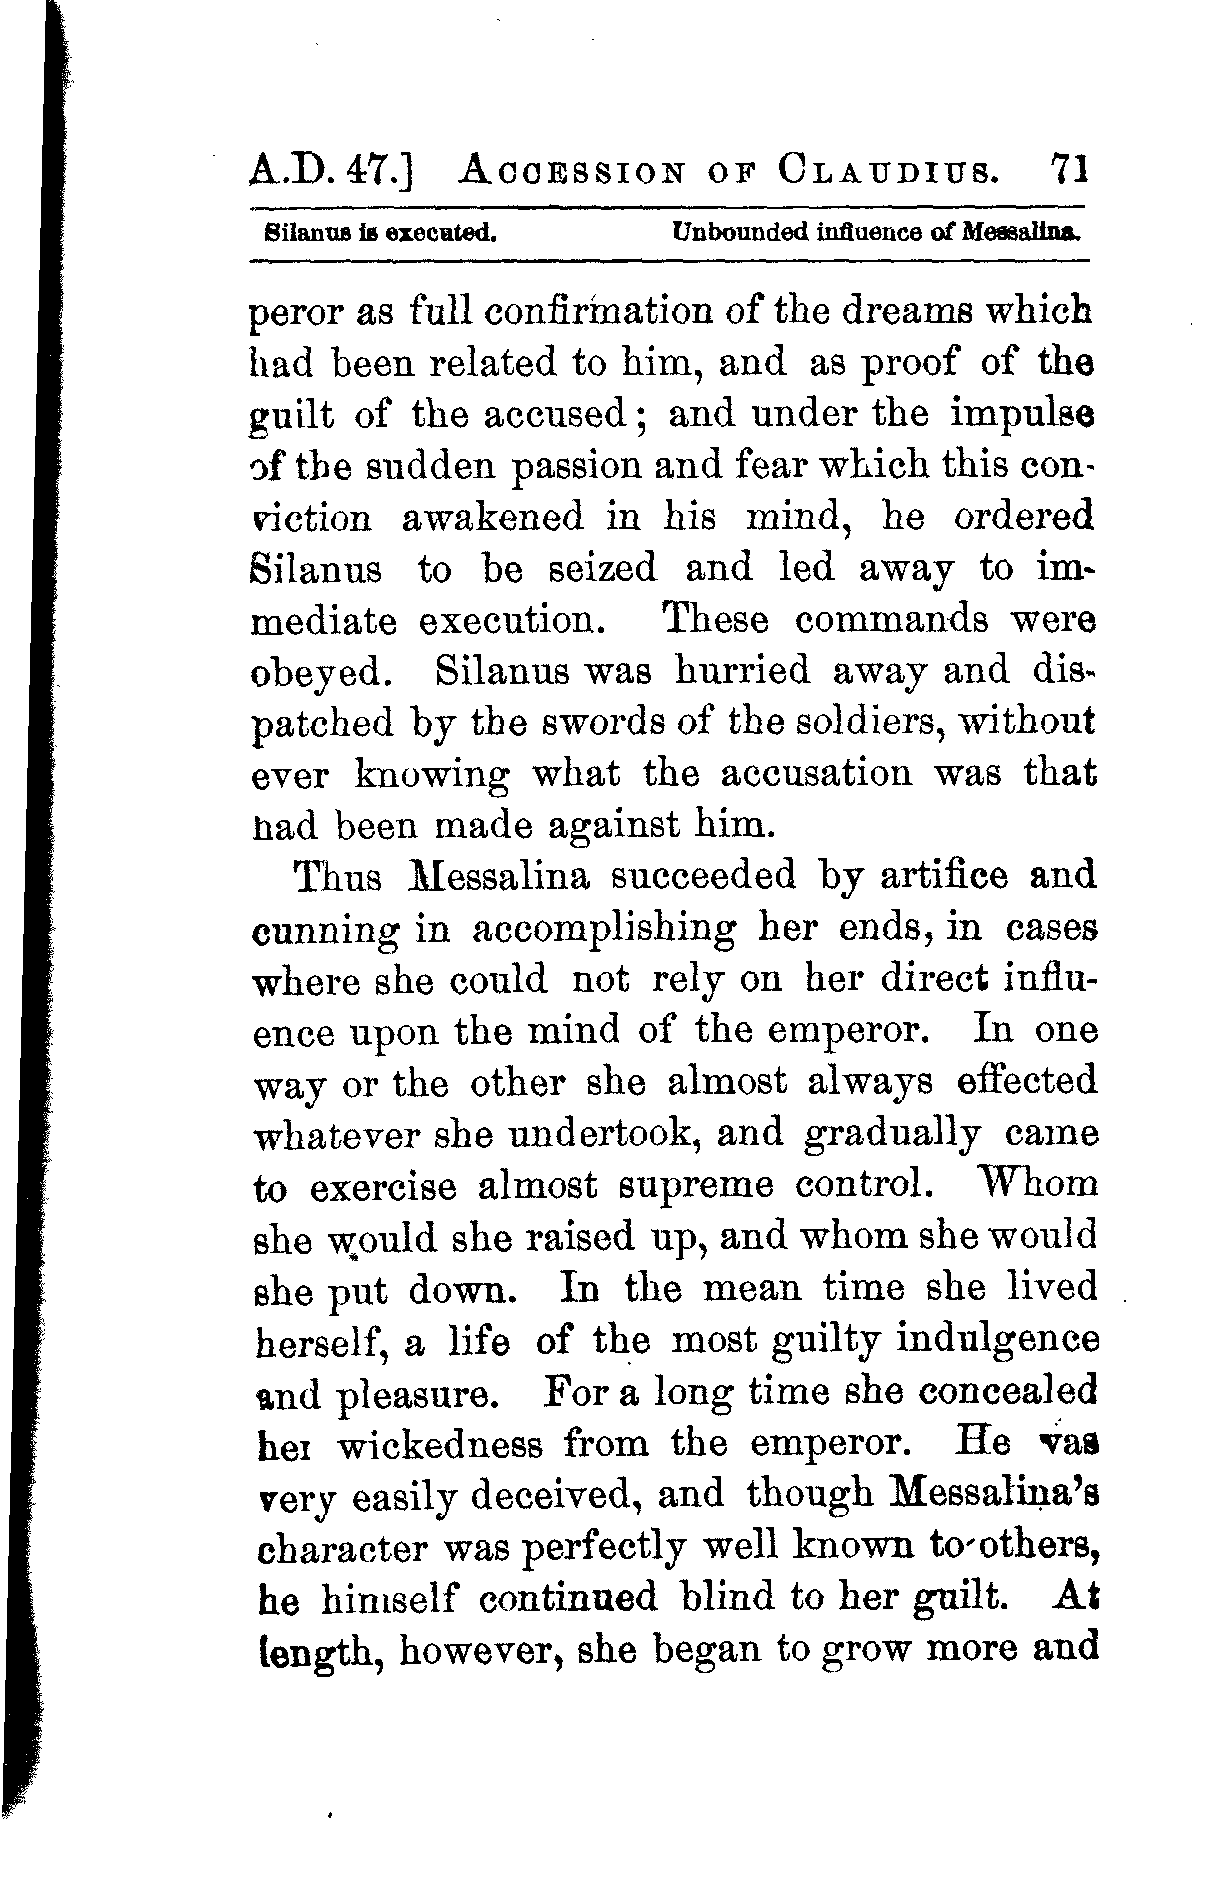 A.D. 47.] Accession of Claudius. 71
Silanus is executed. Unbounded influence of Messalina.
peror as full confirmation of the dreams which
had been related to him, and as proof of the
guilt of the accused; and under the impulse
of the sudden passion and fear which this con-
viction awakened in his mind, he ordered
Silanus to be seized and led away to im-
mediate execution. These commands were
obeyed. Silanus was hurried away and dis-
patched by the swords of the soldiers, without
ever knowing what the accusation was that
had been made against him.
Thus Messalina succeeded by artifice and
cunning in accomplishing her ends, in cases
where she could not rely on her direct influ-
ence upon the mind of the emperor. In one
way or the other she almost always effected
whatever she undertook, and gradually came
to exercise almost supreme control. Whom
she would she raised up, and whom she would
she put down. In the mean time she lived
herself, a life of the most guilty indulgence
and pleasure. For a long time she concealed
her wickedness from the emperor. He was
very easily deceived, and though Messalina's
character was perfectly well known to others,
he himself continued blind to her guilt. At
length, however, she began to grow more and